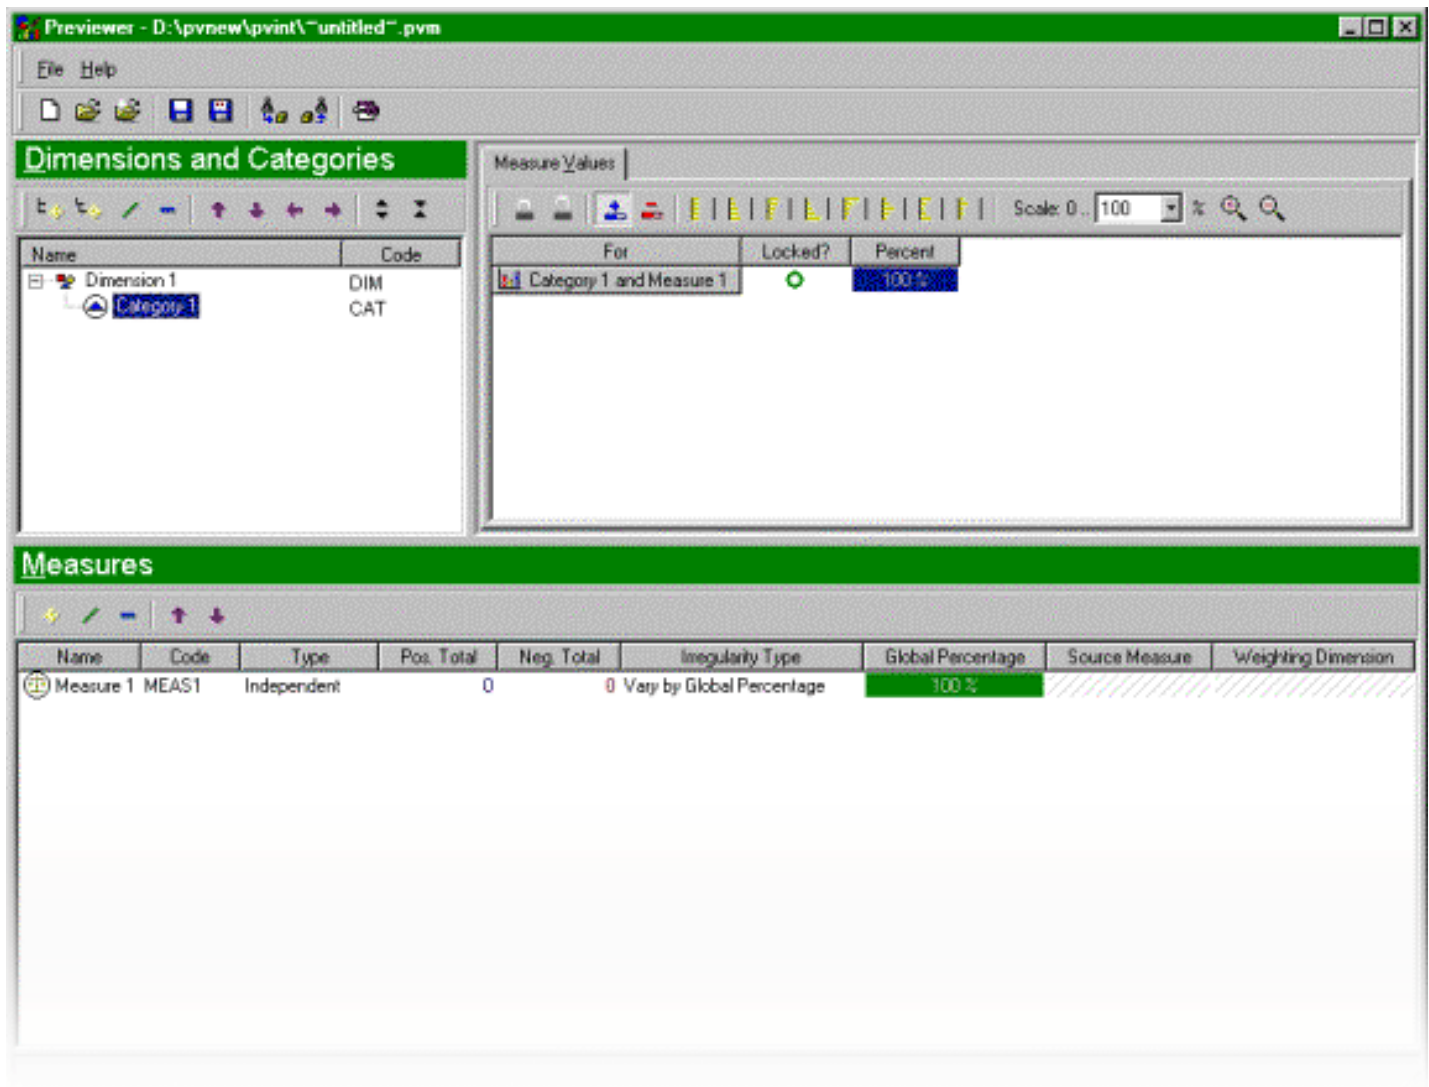 Previewer - D:\pvnew\pvint\~untitled~.pvm
File Help
Dimensions and Categories
Name Code
Dimension 1 DIM
Category 1 CAT
Measure Values
Scale: 0 .. 100 %
For Locked? Percent
Category 1 and Measure 1 100 %
Measures
Name Code Type Pos. Total Neg. Total Irregularity Type Global Percentage Source Measure Weighting Dimension
Measure 1 MEAS1 Independent 0 0 Vary by Global Percentage 100 %